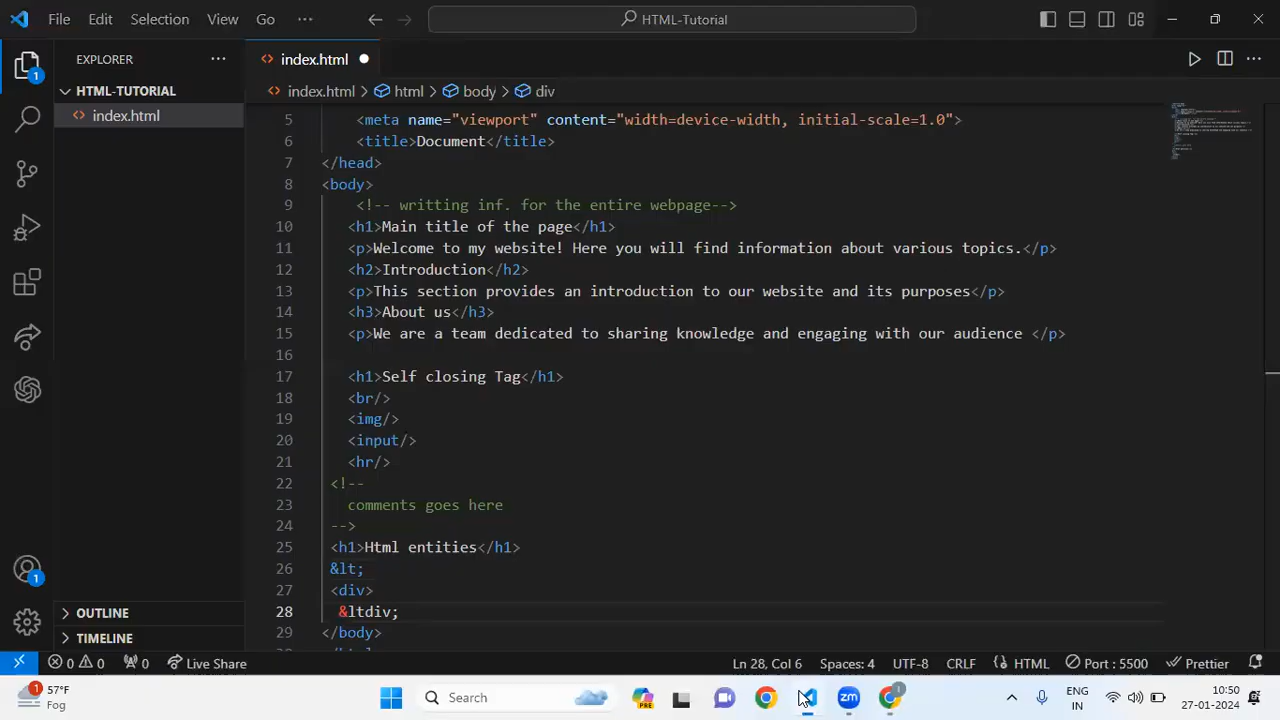 File Edit Selection View Go ··· HTML-Tutorial
EXPLORER ···
index.html
HTML-TUTORIAL
index.html
index.html > html > body > div
1
5 <meta name="viewport" content="width=device-width, initial-scale=1.0">
6 <title>Document</title>
7 </head>
8 <body>
9 <!-- writting inf. for the entire webpage-->
10 <h1>Main title of the page</h1>
11 <p>Welcome to my website! Here you will find information about various topics.</p>
12 <h2>Introduction</h2>
13 <p>This section provides an introduction to our website and its purposes</p>
14 <h3>About us</h3>
15 <p>We are a team dedicated to sharing knowledge and engaging with our audience </p>
16
17 <h1>Self closing Tag</h1>
18 <br/>
19 <img/>
20 <input/>
21 <hr/>
22 <!--
23 comments goes here
24 -->
25 <h1>Html entities</h1>
26 &lt;
27 <div>
28 &ltdiv;
29 </body>
1
OUTLINE
TIMELINE
0 0 0 Live Share Ln 28, Col 6 Spaces: 4 UTF-8 CRLF {} HTML Port : 5500 Prettier
1 57°F
Fog
Search
PRE
zm
ENG
IN
10:50
27-01-2024